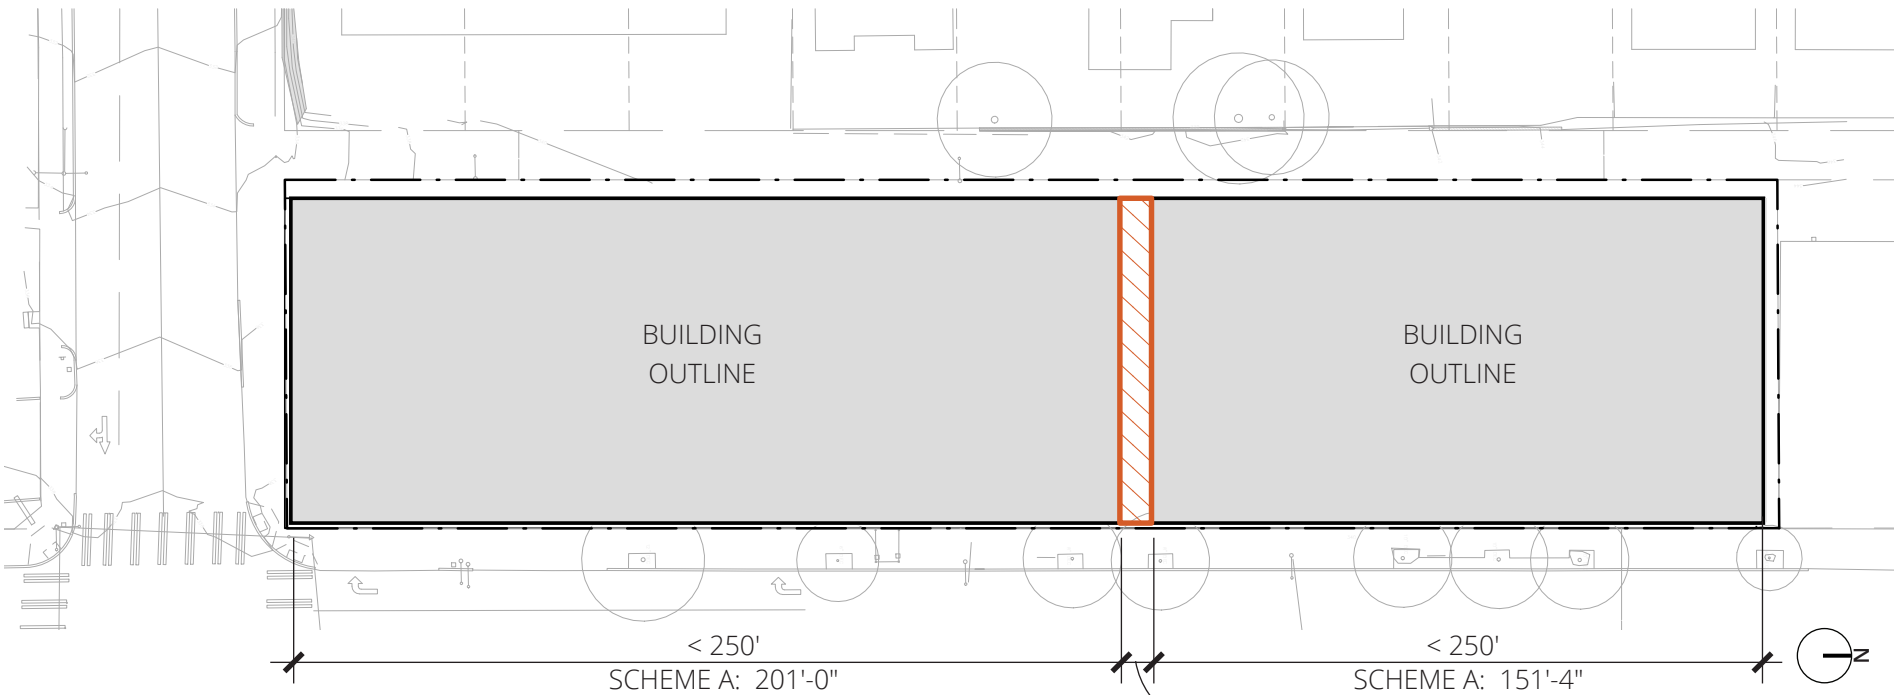 BUILDING
OUTLINE
BUILDING
OUTLINE
< 250'
SCHEME A: 201'-0"
< 250'
SCHEME A: 151'-4"
N